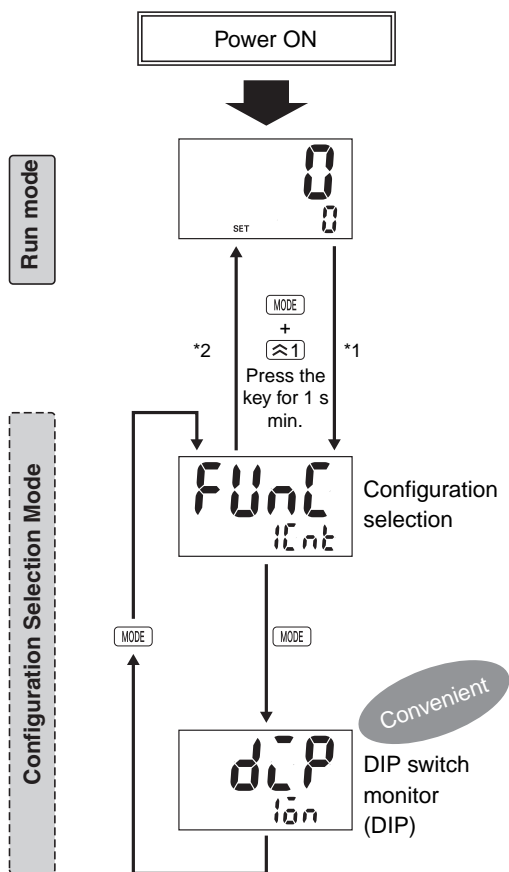 Power ON
Run mode
0
0
SET
MODE
+
1
*2
*1
Press the
key for 1 s
min.
Configuration Selection Mode
FUnC
1Cnt
Configuration
selection
MODE
MODE
Convenient
diP
1on
DIP switch
monitor
(DIP)